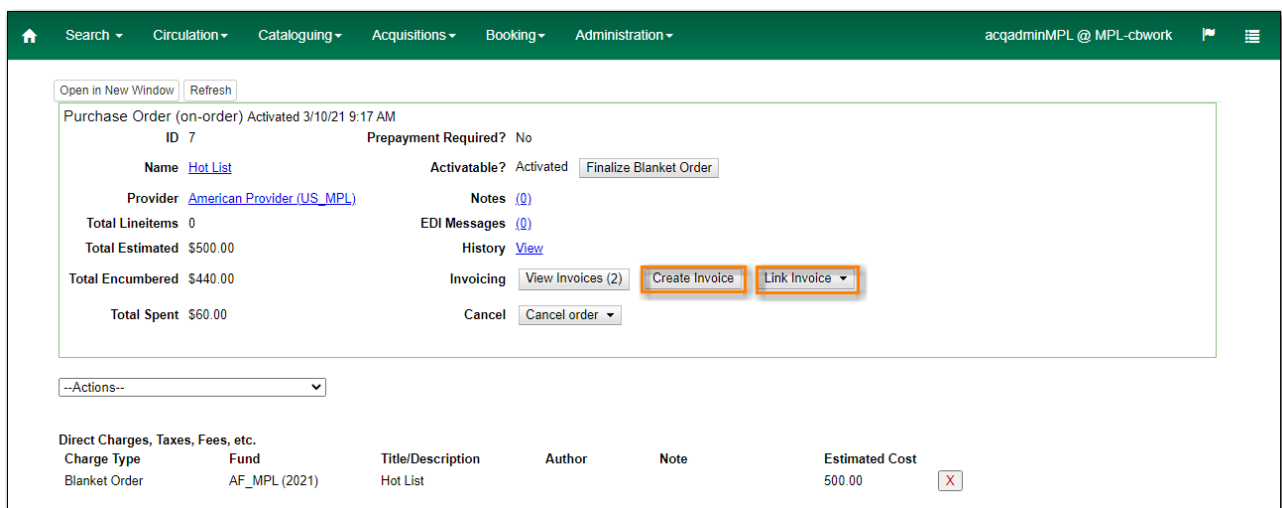 Search Circulation Cataloguing Acquisitions Booking Administration acqadminMPL @ MPL-cbwork
Open in New Window Refresh
Purchase Order (on-order) Activated 3/10/21 9:17 AM
ID 7 Prepayment Required? No
Name Hot List Activatable? Activated Finalize Blanket Order
Provider American Provider (US_MPL) Notes (0)
Total Lineitems 0 EDI Messages (0)
Total Estimated $500.00 History View
Total Encumbered $440.00 Invoicing View Invoices (2) Create Invoice Link Invoice
Total Spent $60.00 Cancel Cancel order
--Actions--
Direct Charges, Taxes, Fees, etc.
Charge Type Fund Title/Description Author Note Estimated Cost
Blanket Order AF_MPL (2021) Hot List 500.00 X